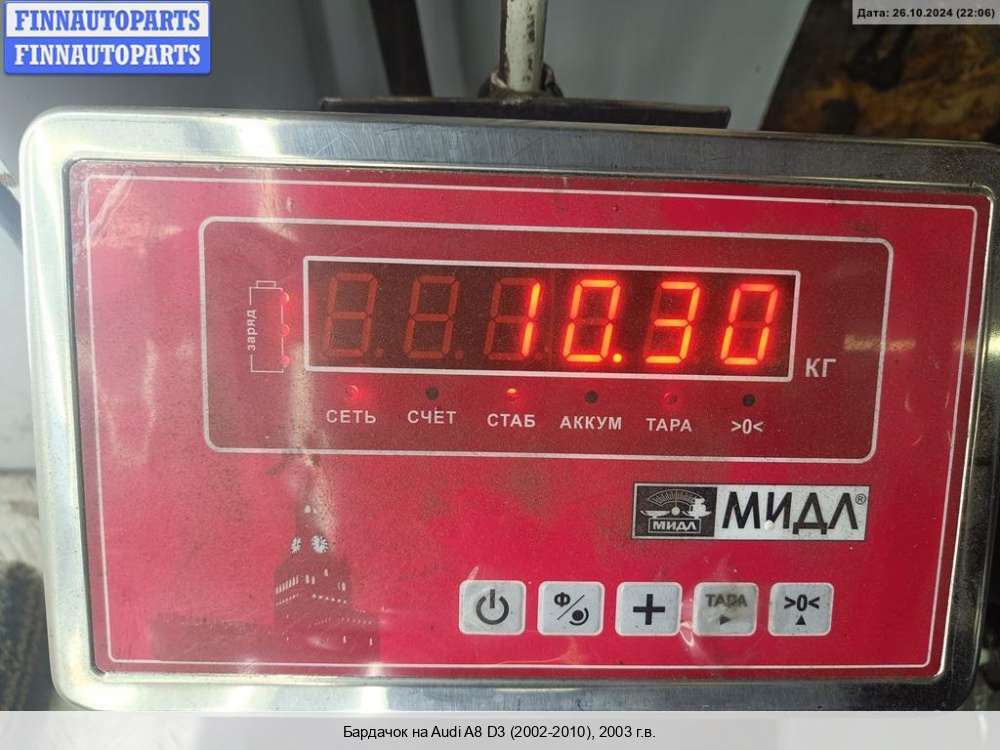 FINNAUTOPARTS
FINNAUTOPARTS
Дата: 26.10.2024 (22:06)
заряд
10.30
КГ
СЕТЬ СЧЕТ СТАБ АККУМ ТАРА >0<
МИДЛ МИДЛ®
Ф/ + ТАРА >0<
Бардачок на Audi A8 D3 (2002-2010), 2003 г.в.